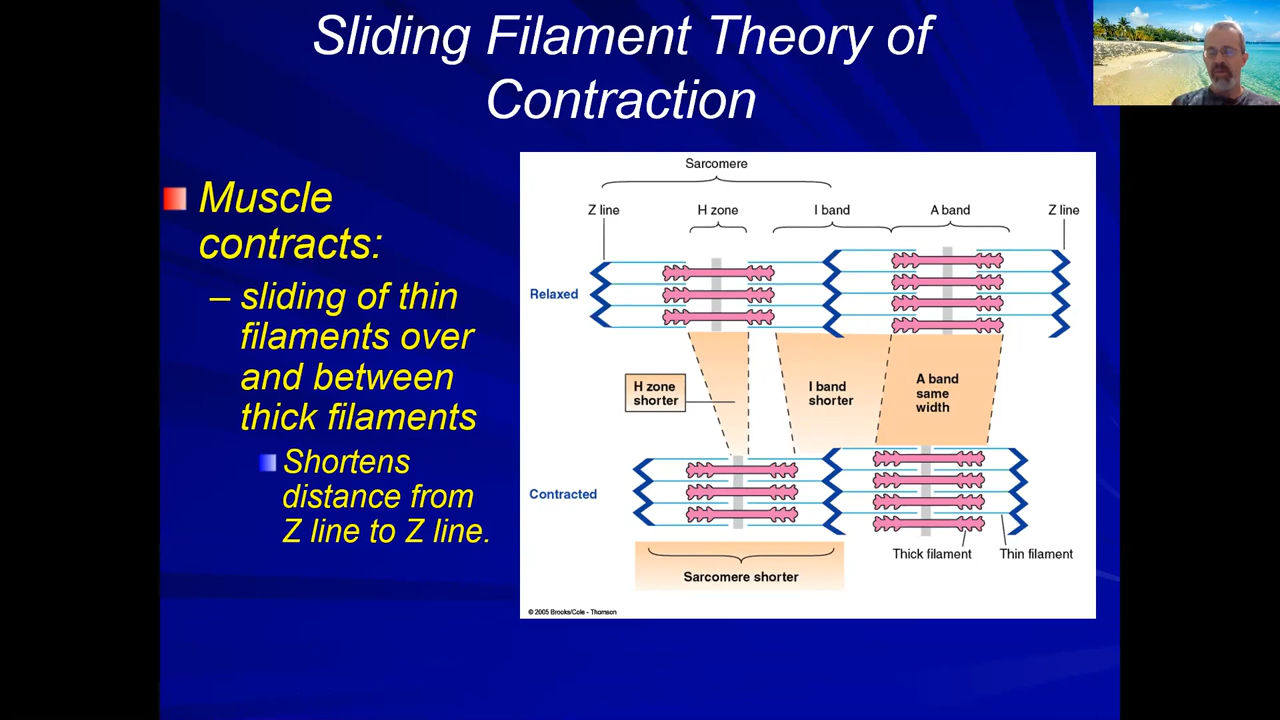 Sliding Filament Theory of
Contraction
Muscle
contracts:
– sliding of thin
filaments over
and between
thick filaments
Shortens
distance from
Z line to Z line.
Sarcomere
Z line
H zone
I band
A band
Z line
Relaxed
H zone
shorter
I band
shorter
A band
same
width
Contracted
Thick filament
Thin filament
Sarcomere shorter
© 2005 Brooks/Cole - Thomson